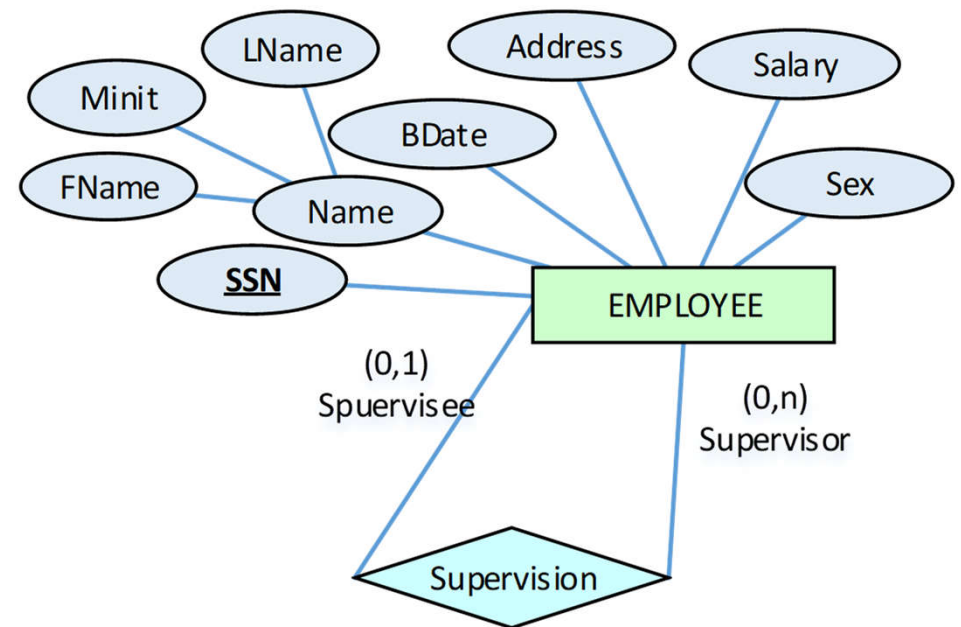 LName
Address
Salary
Minit
BDate
FName
Sex
Name
SSN
EMPLOYEE
(0,1)
Spuervisee
(0,n)
Supervisor
Supervision